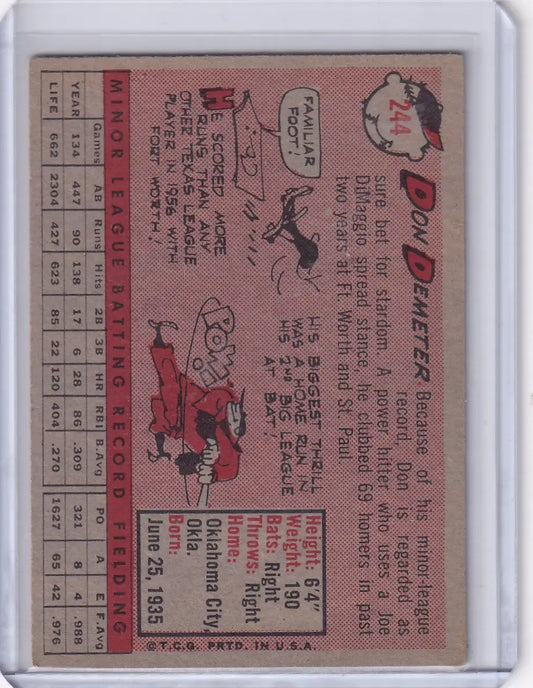 244
DON DEMETER Because of his minor-league
record, Don is regarded as
sure bet for stardom. A power hitter who uses a Joe
DiMaggio spread stance, he clubbed 69 homers in past
two years at Ft. Worth and St. Paul.
FAMILIAR
FOOT!
HE SCORED MORE
RUNS THAN ANY
OTHER TEXAS LEAGUE
PLAYER IN 1956 WITH
FORT WORTH!
HIS BIGGEST THRILL
WAS A HOME RUN IN
HIS 2ND BIG LEAGUE
AT BAT!
POW!
Height: 6'4"
Weight: 190
Bats: Right
Throws: Right
Home:
Oklahoma City,
Okla.
Born:
June 25, 1935
©T.C.G. PRTD. IN U.S.A.
MINOR LEAGUE BATTING RECORD FIELDING
Games AB Runs Hits 2B 3B HR RBI B.Avg PO A E F.Avg
YEAR 134 447 90 138 17 6 28 86 .309 321 8 4 .988
LIFE 662 2304 427 623 85 22 120 404 .270 1627 65 42 .976